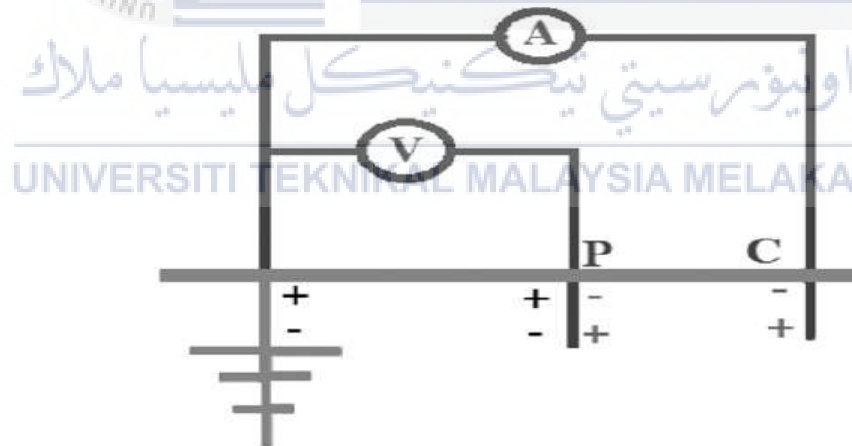 A
اونيۏرسيتي تيكنيكل مليسيا ملاك
V
UNIVERSITI TEKNIKAL MALAYSIA MELAKA
P C
+ + - -
- - + +